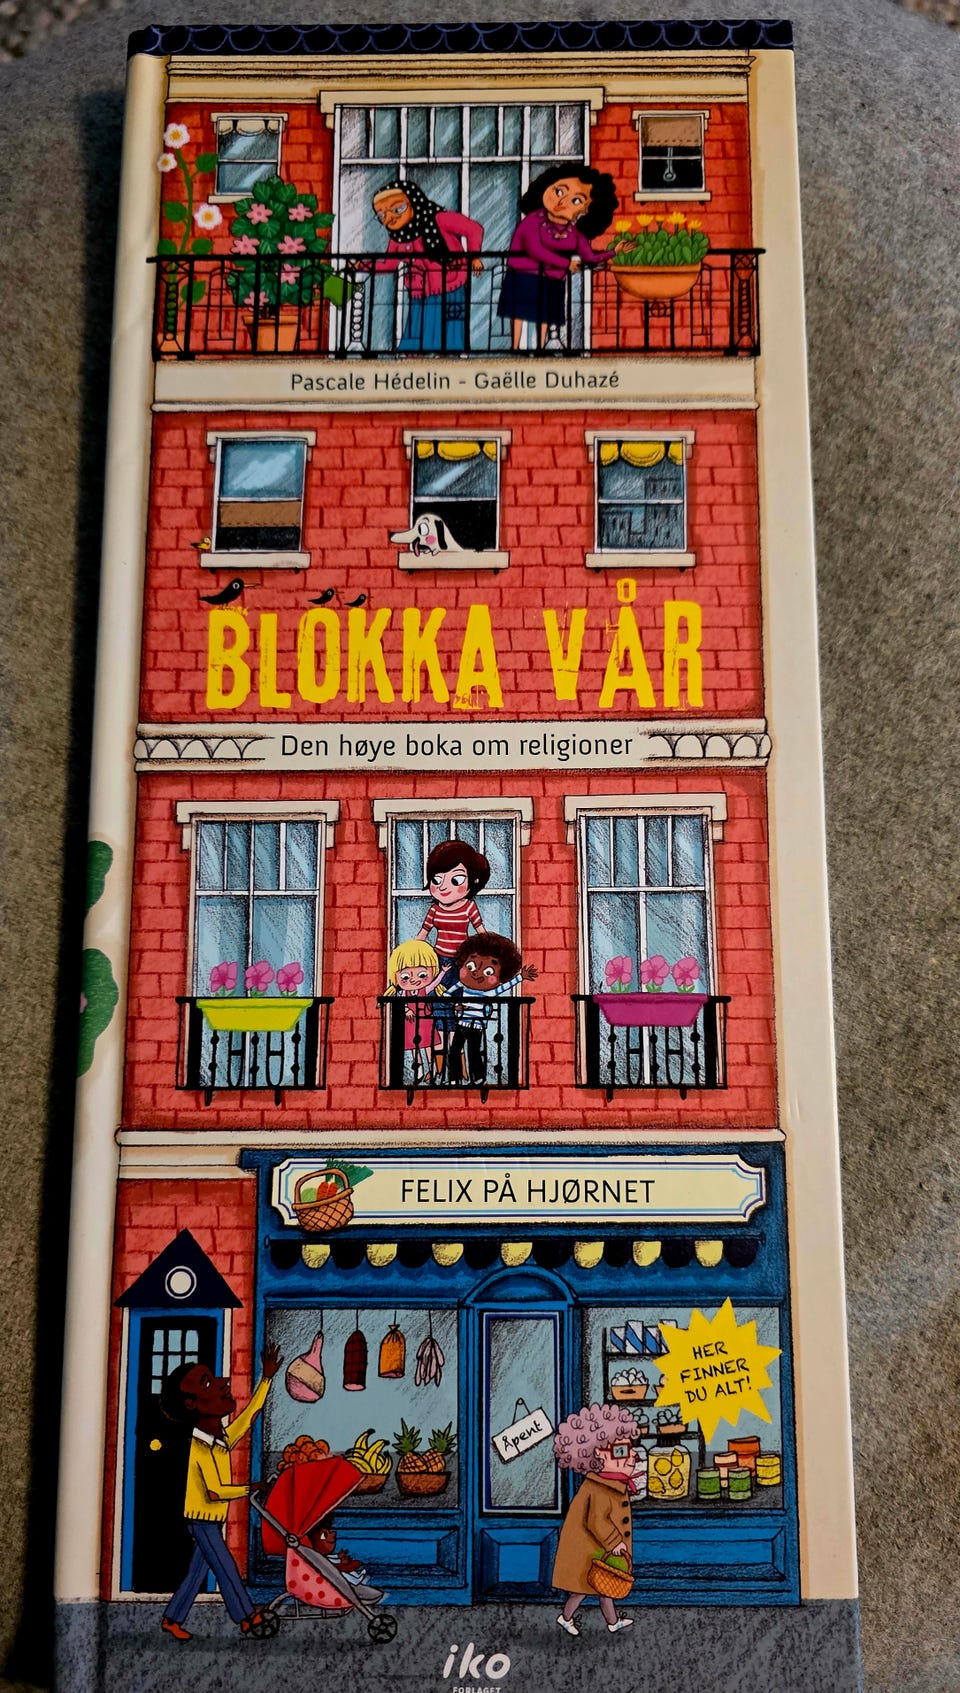 Pascale Hédelin - Gaëlle Duhazé
BLOKKA VÅR
Den høye boka om religioner
FELIX PÅ HJØRNET
HER
FINNER
DU ALT!
Åpent
iko
FORLAGET